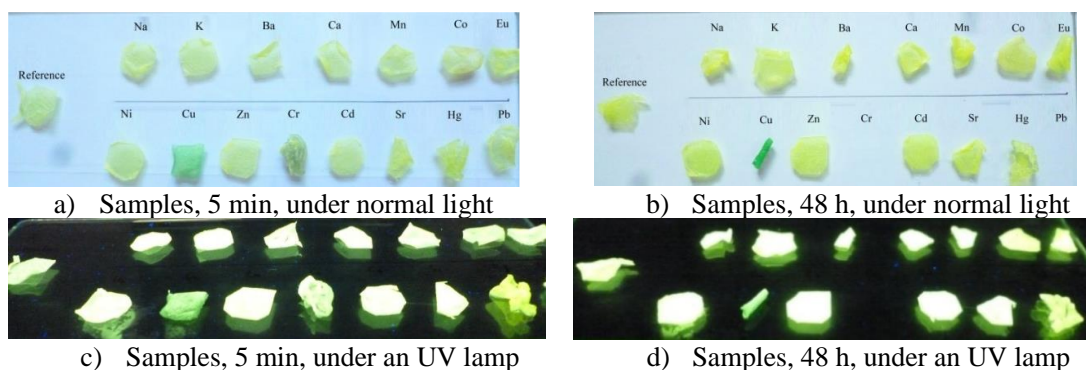 Na K Ba Ca Mn Co Eu
Reference
Ni Cu Zn Cr Cd Sr Hg Pb
a) Samples, 5 min, under normal light
Na K Ba Ca Mn Co Eu
Reference
Ni Cu Zn Cr Cd Sr Hg Pb
b) Samples, 48 h, under normal light
c) Samples, 5 min, under an UV lamp
d) Samples, 48 h, under an UV lamp